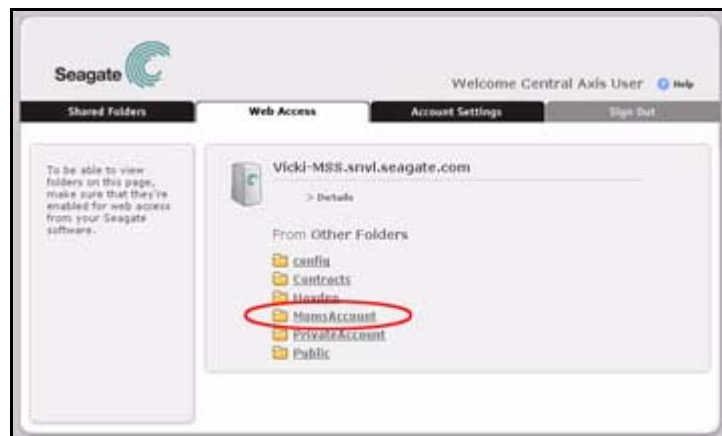 Seagate
Welcome Central Axis User Help
Shared Folders
Web Access
Account Settings
Sign Out
To be able to view
folders on this page,
make sure that they're
enabled for web access
from your Seagate
software.
Vicki-MSS.snvl.seagate.com
> Details
From Other Folders
config
Contracts
MomsAccount
PrivateAccount
Public